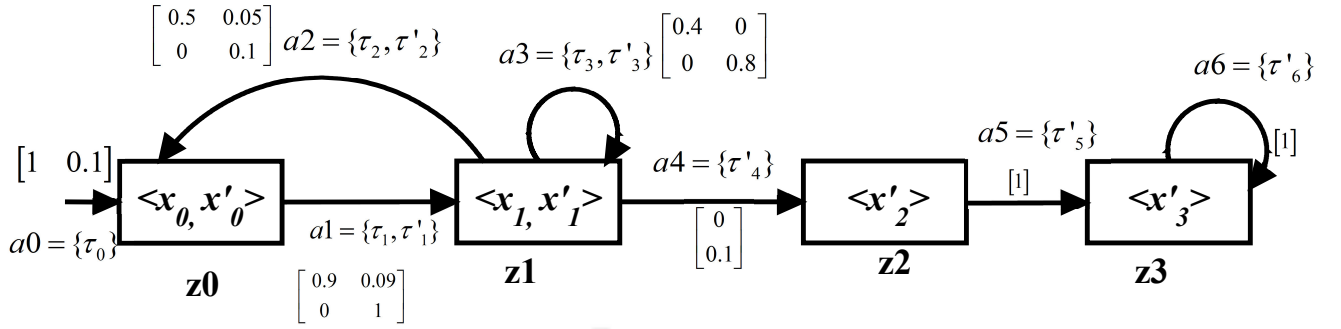 [0.5 0.05
0 0.1] a2 = {τ₂, τ'₂}
a3 = {τ₃, τ'₃} [0.4 0
0 0.8]
a6 = {τ'₆}
[1 0.1]
a0 = {τ₀}
<x₀, x'₀>
z0
a1 = {τ₁, τ'₁}
[0.9 0.09
0 1]
<x₁, x'₁>
z1
a4 = {τ'₄}
[0
0.1]
<x'₂>
z2
a5 = {τ'₅}
[1]
<x'₃>
z3
[1]